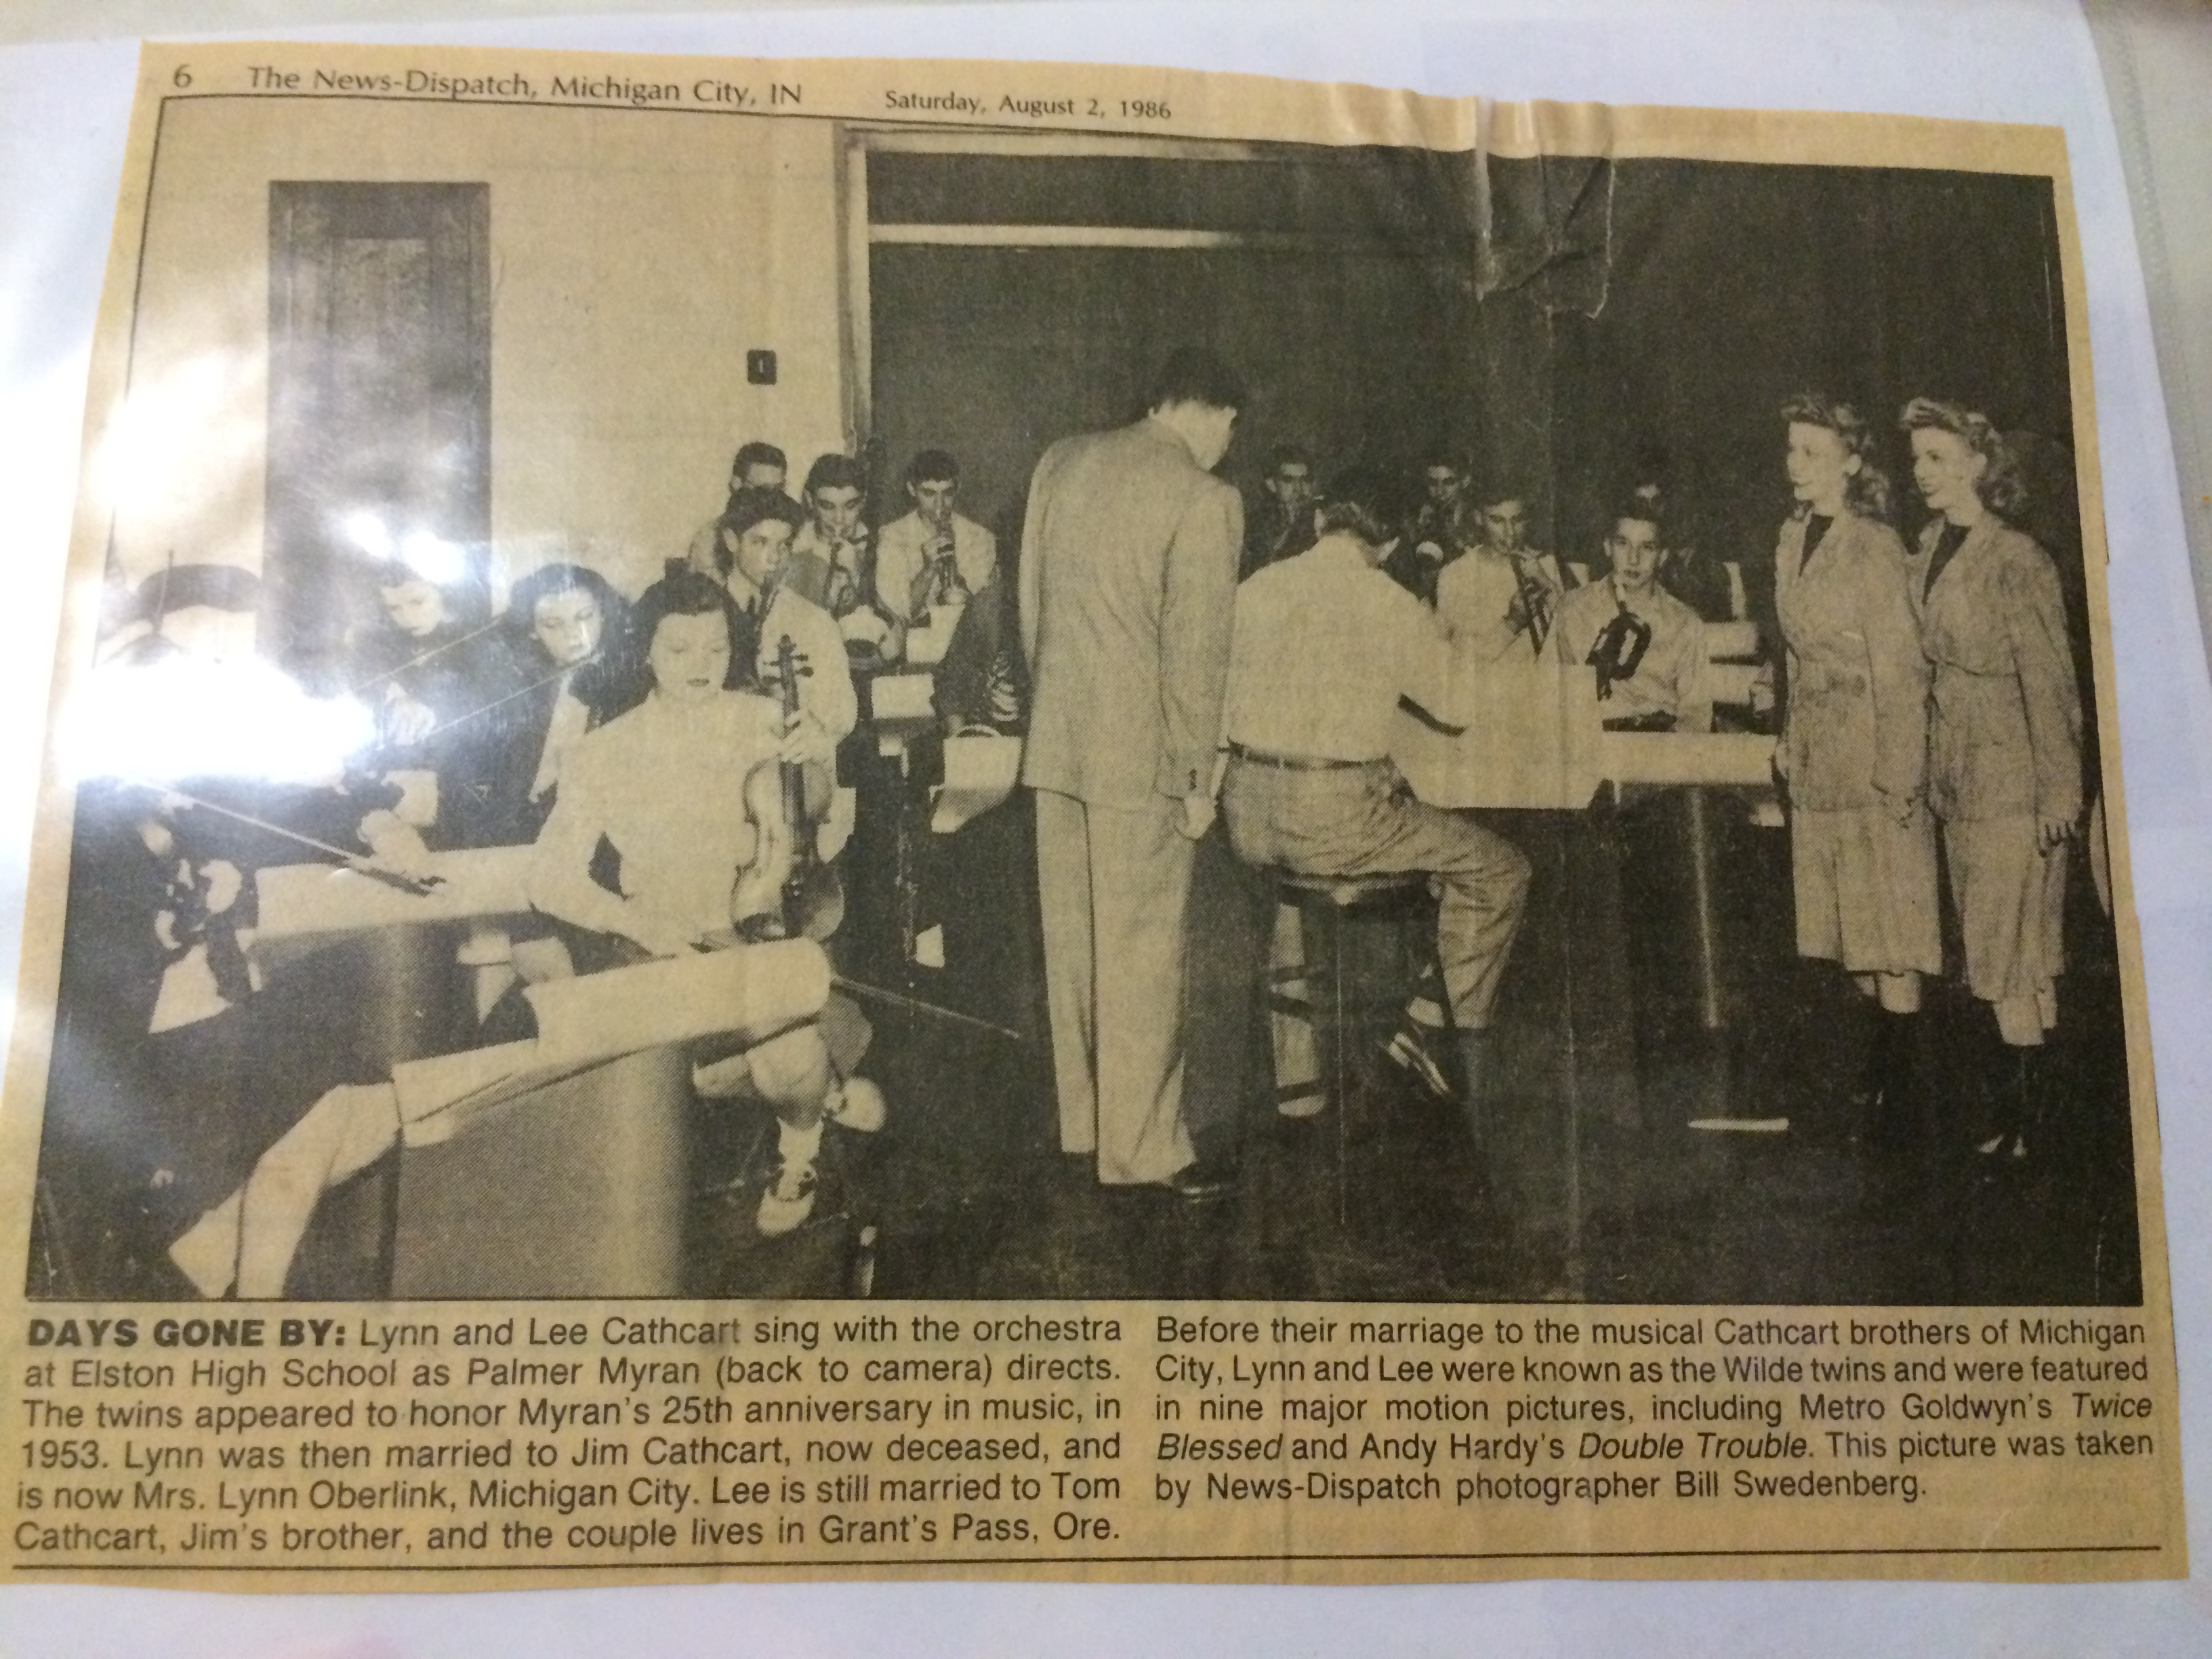 6 The News-Dispatch, Michigan City, IN Saturday, August 2, 1986
DAYS GONE BY: Lynn and Lee Cathcart sing with the orchestra
at Elston High School as Palmer Myran (back to camera) directs.
The twins appeared to honor Myran's 25th anniversary in music, in
1953. Lynn was then married to Jim Cathcart, now deceased, and
is now Mrs. Lynn Oberlink, Michigan City. Lee is still married to Tom
Cathcart, Jim's brother, and the couple lives in Grant's Pass, Ore.
Before their marriage to the musical Cathcart brothers of Michigan
City, Lynn and Lee were known as the Wilde twins and were featured
in nine major motion pictures, including Metro Goldwyn's Twice
Blessed and Andy Hardy's Double Trouble. This picture was taken
by News-Dispatch photographer Bill Swedenberg.